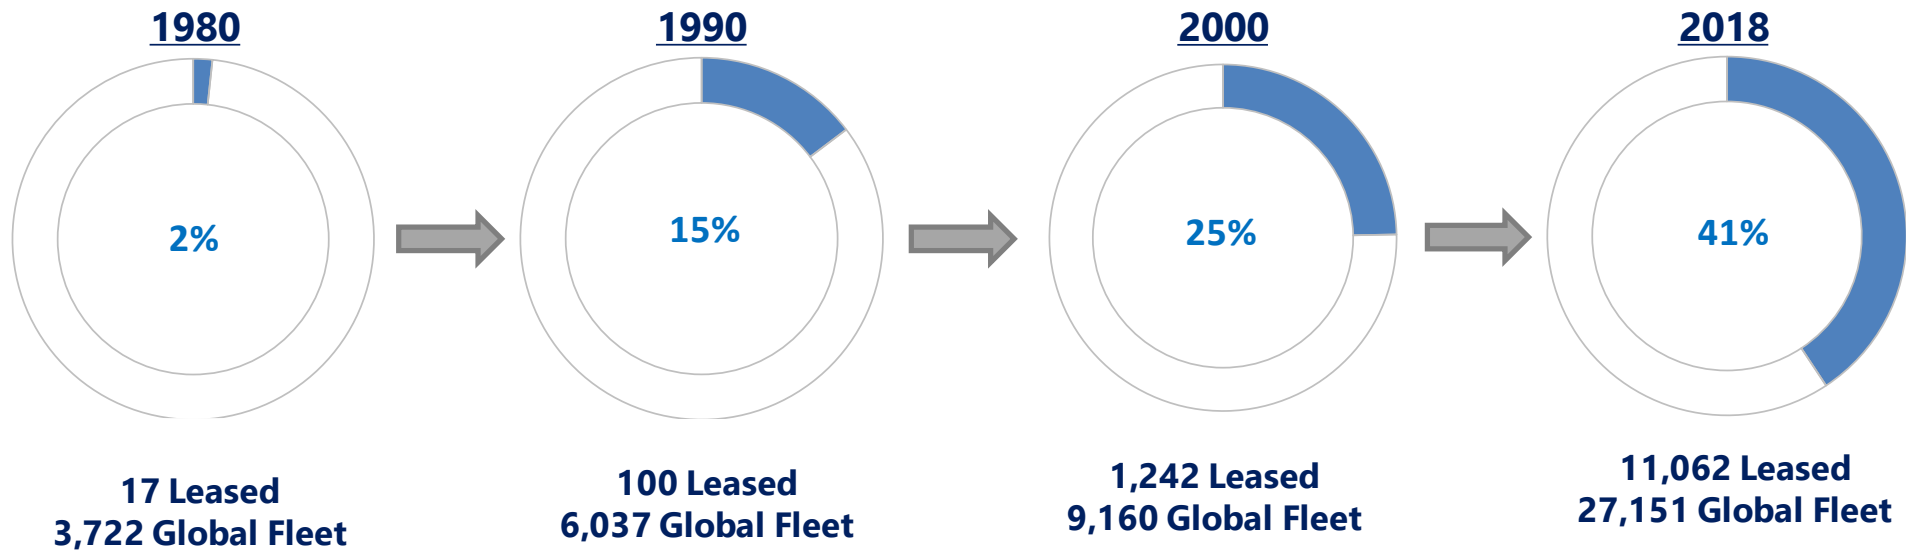 1980
2%
17 Leased
3,722 Global Fleet
1990
15%
100 Leased
6,037 Global Fleet
2000
25%
1,242 Leased
9,160 Global Fleet
2018
41%
11,062 Leased
27,151 Global Fleet